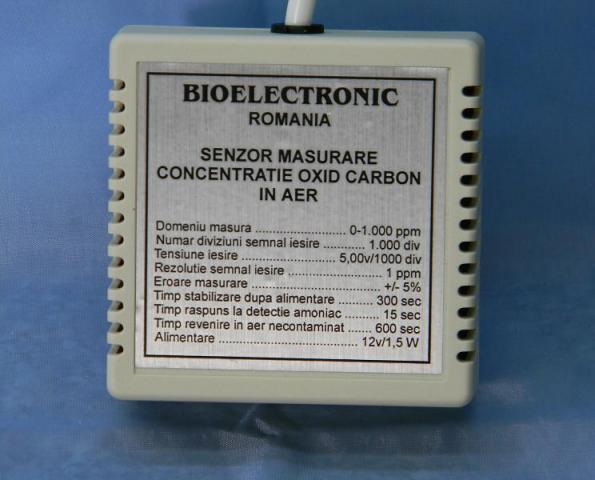 BIOELECTRONIC
ROMANIA
SENZOR MASURARE
CONCENTRATIE OXID CARBON
IN AER
Domeniu masura ........................... 0-1.000 ppm
Numar diviziuni semnal iesire ............ 1.000 div
Tensiune iesire ........................ 5,00v/1000 div
Rezolutie semnal iesire ........................... 1 ppm
Eroare masurare ................................... +/- 5%
Timp stabilizare dupa alimentare ........ 300 sec
Timp raspuns la detectie amoniac ....... 15 sec
Timp revenire in aer necontaminat ...... 600 sec
Alimentare ................................... 12v/1,5 W